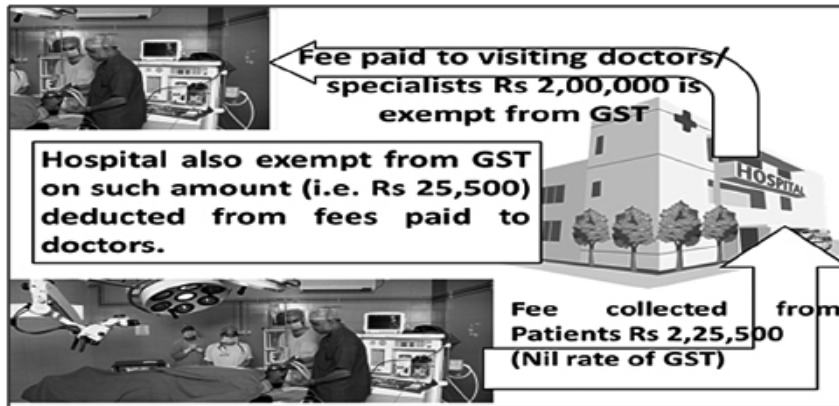 Fee paid to visiting doctors/
specialists Rs 2,00,000 is
exempt from GST
Hospital also exempt from GST
on such amount (i.e. Rs 25,500)
deducted from fees paid to
doctors.
HOSPITAL
Fee collected from
Patients Rs 2,25,500
(Nil rate of GST)